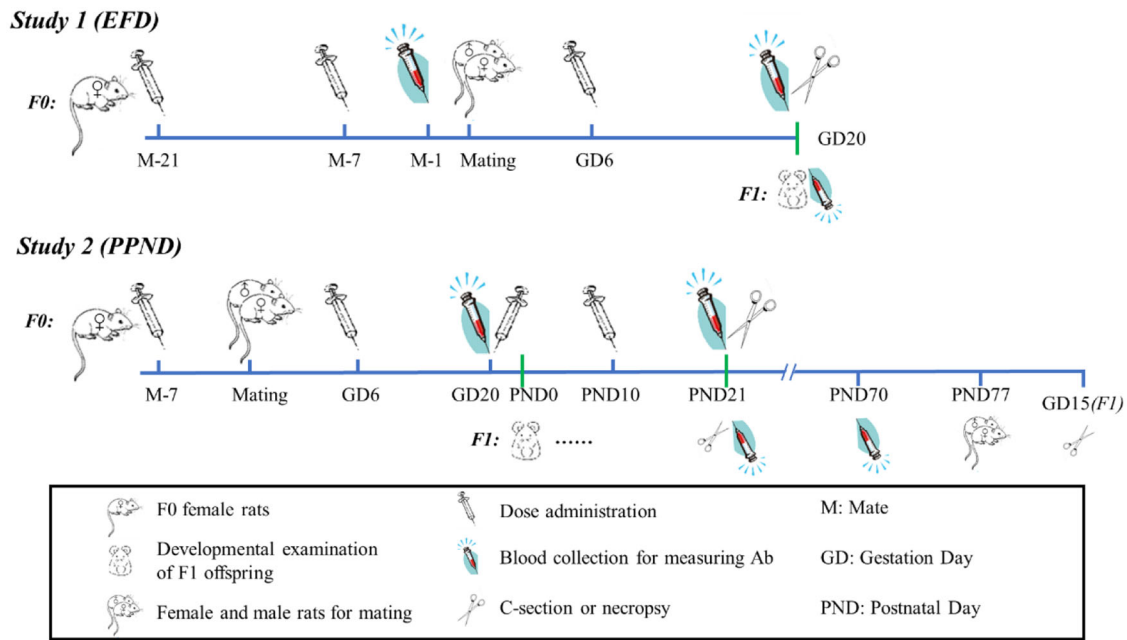 Study 1 (EFD)
F0:
M-21 M-7 M-1 Mating GD6 GD20
F1:
Study 2 (PPND)
F0:
M-7 Mating GD6 GD20 PND0 PND10 PND21 PND70 PND77 GD15(F1)
F1: ......
F0 female rats
Developmental examination
of F1 offspring
Female and male rats for mating
Dose administration
Blood collection for measuring Ab
C-section or necropsy
M: Mate
GD: Gestation Day
PND: Postnatal Day